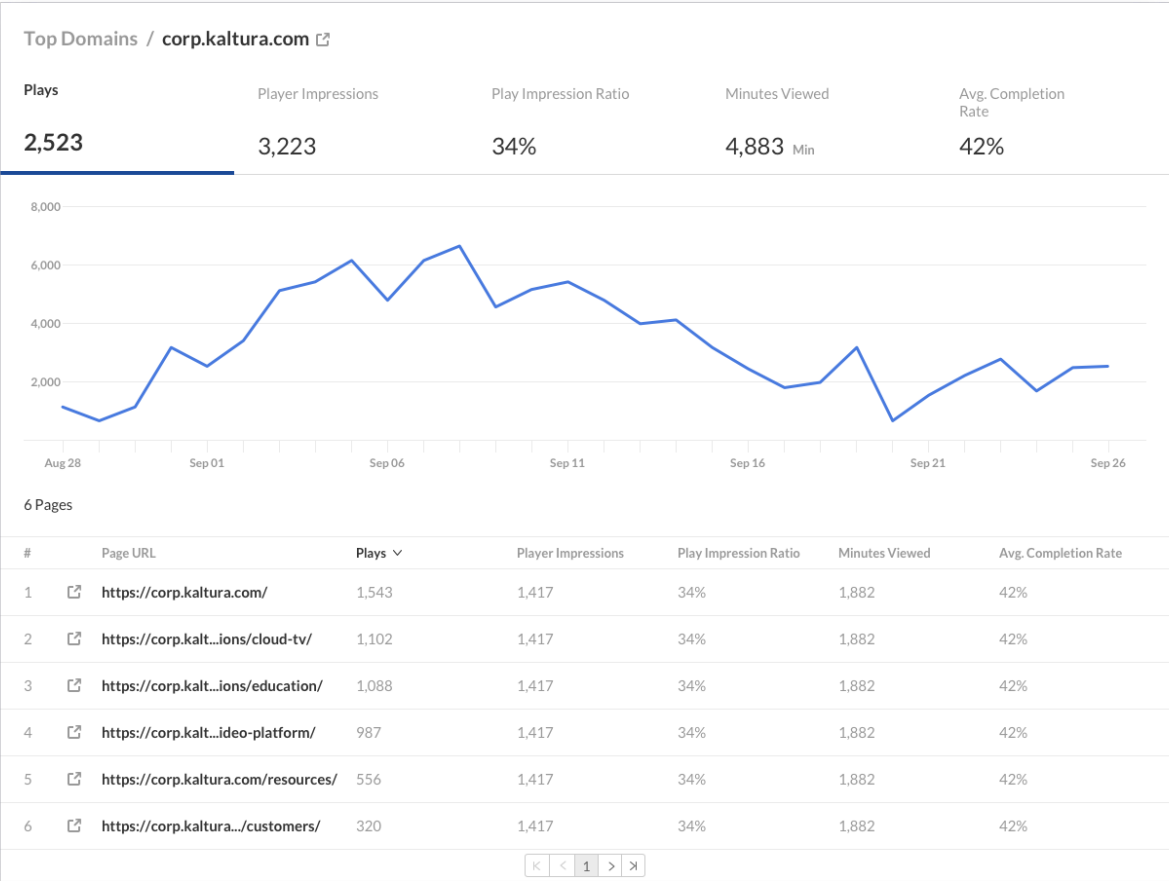 Top Domains / corp.kaltura.com
Plays Player Impressions Play Impression Ratio Minutes Viewed Avg. Completion Rate
2,523 3,223 34% 4,883 Min 42%
8,000
6,000
4,000
2,000
Aug 28 Sep 01 Sep 06 Sep 11 Sep 16 Sep 21 Sep 26
6 Pages
# Page URL Plays Player Impressions Play Impression Ratio Minutes Viewed Avg. Completion Rate
1 https://corp.kaltura.com/ 1,543 1,417 34% 1,882 42%
2 https://corp.kalt...ions/cloud-tv/ 1,102 1,417 34% 1,882 42%
3 https://corp.kalt...ions/education/ 1,088 1,417 34% 1,882 42%
4 https://corp.kalt...ideo-platform/ 987 1,417 34% 1,882 42%
5 https://corp.kaltura.com/resources/ 556 1,417 34% 1,882 42%
6 https://corp.kaltura.../customers/ 320 1,417 34% 1,882 42%
1